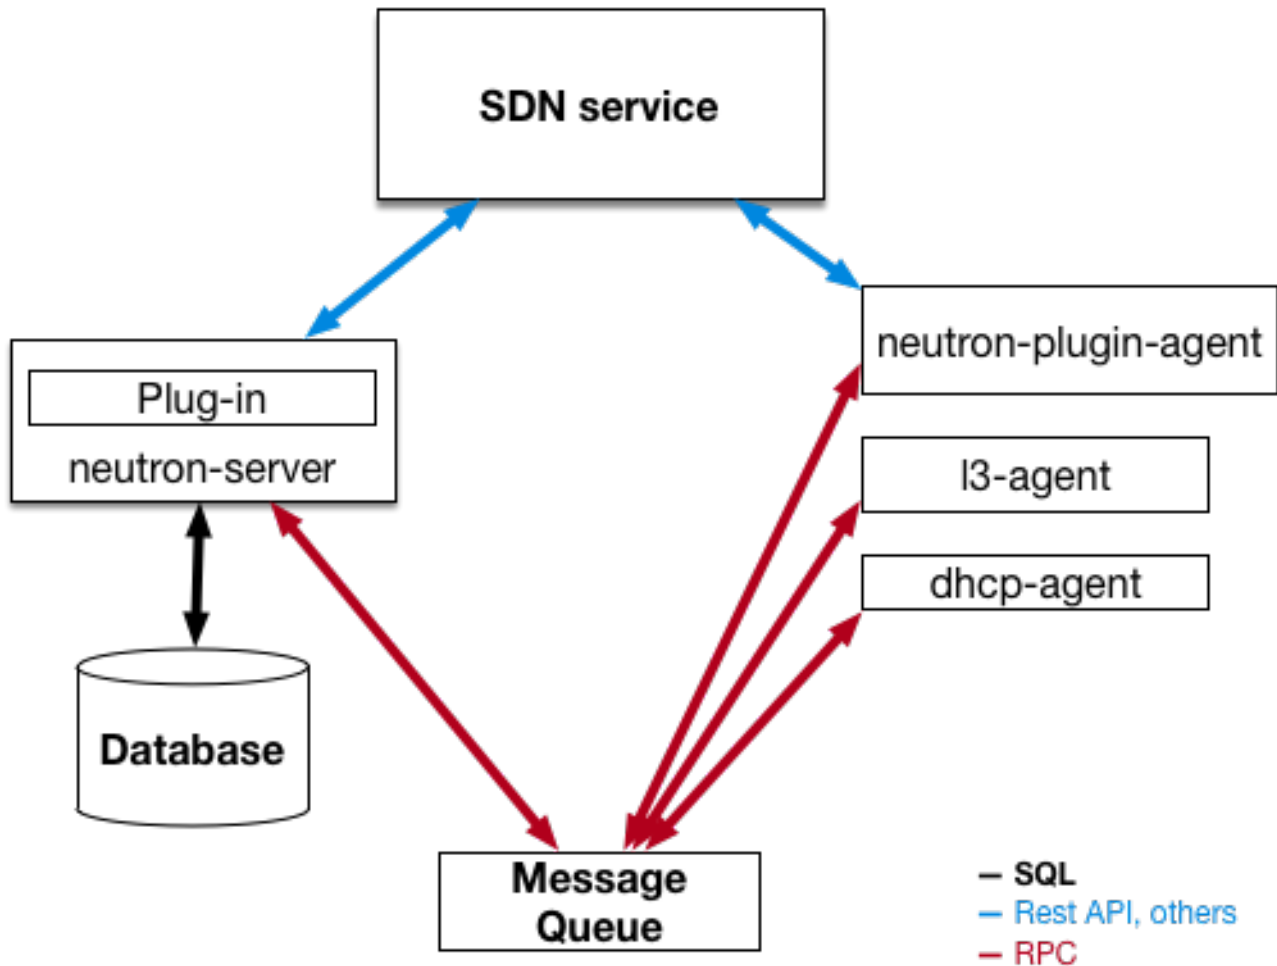 SDN service
neutron-plugin-agent
Plug-in
neutron-server
l3-agent
dhcp-agent
Database
Message
Queue
SQL
Rest API, others
RPC